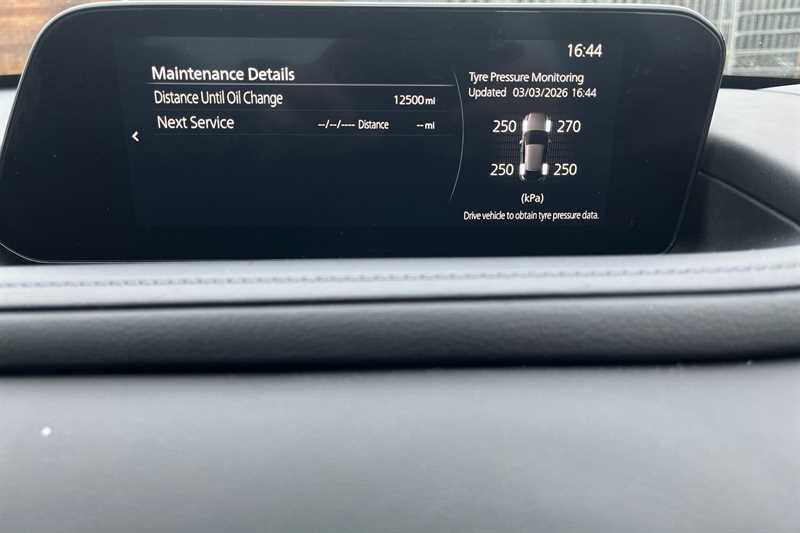 16:44
Maintenance Details
Distance Until Oil Change 12500 mi
Next Service --/--/---- Distance -- mi
Tyre Pressure Monitoring
Updated 03/03/2026 16:44
250 270
250 250
(kPa)
Drive vehicle to obtain tyre pressure data.